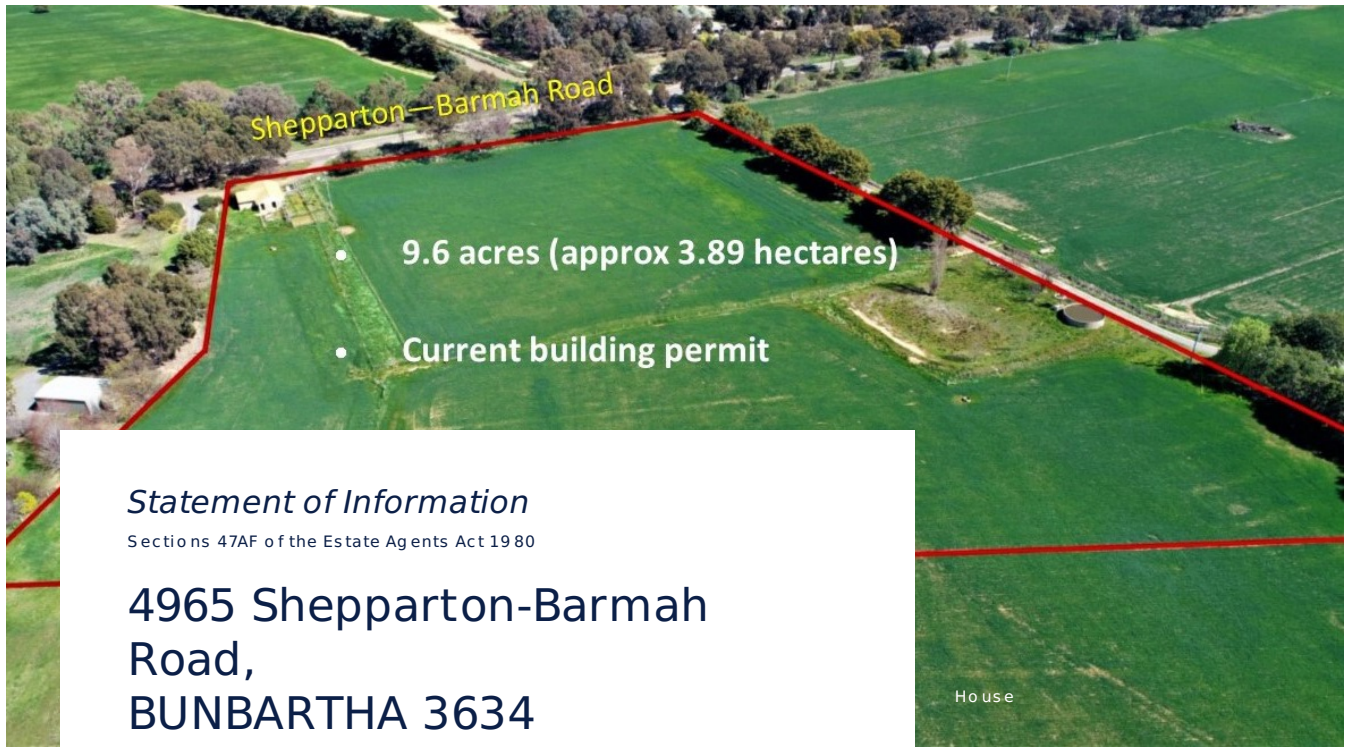 Shepparton—Barmah Road
• 9.6 acres (approx 3.89 hectares)
• Current building permit
Statement of Information
Sections 47AF of the Estate Agents Act 1980
4965 Shepparton-Barmah
Road,
BUNBARTHA 3634
House